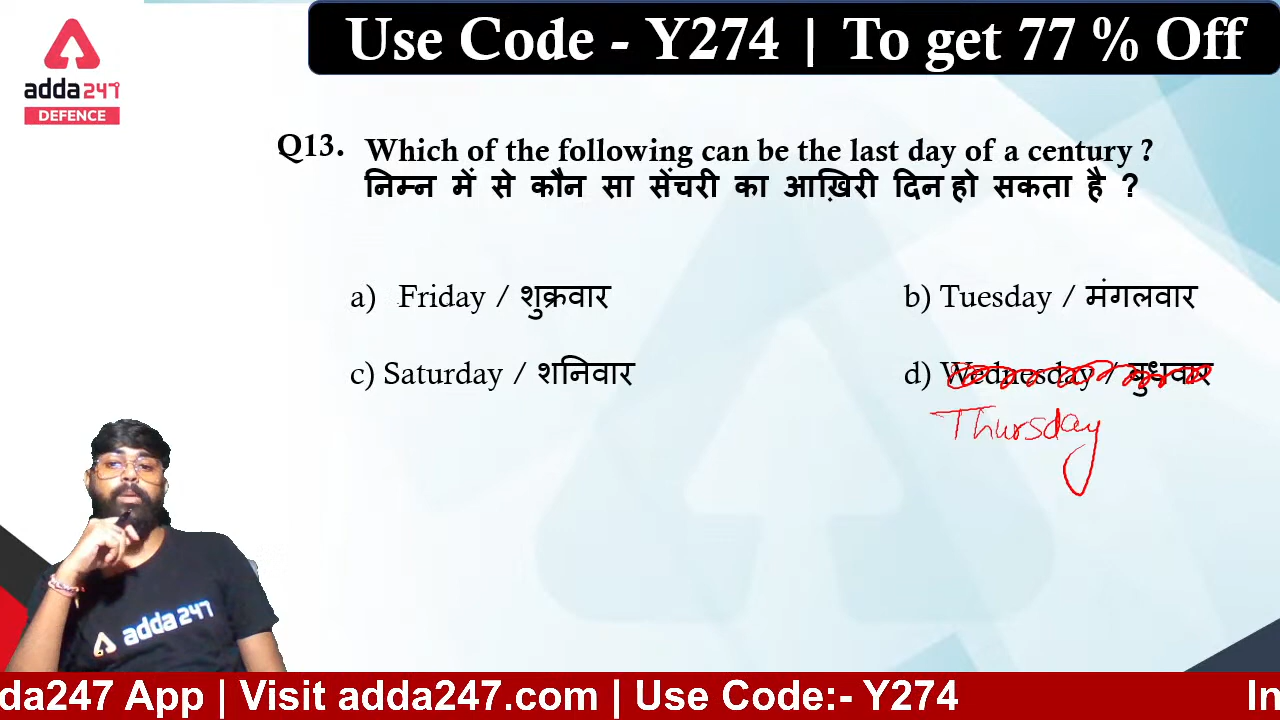 Use Code - Y274 | To get 77 % Off
adda247
DEFENCE
Q13. Which of the following can be the last day of a century ?
निम्न में से कौन सा सेंचरी का आख़िरी दिन हो सकता है ?
a) Friday / शुक्रवार b) Tuesday / मंगलवार
c) Saturday / शनिवार d) Wednesday / बुधवार
Thursday
adda247
da247 App | Visit adda247.com | Use Code:- Y274 In